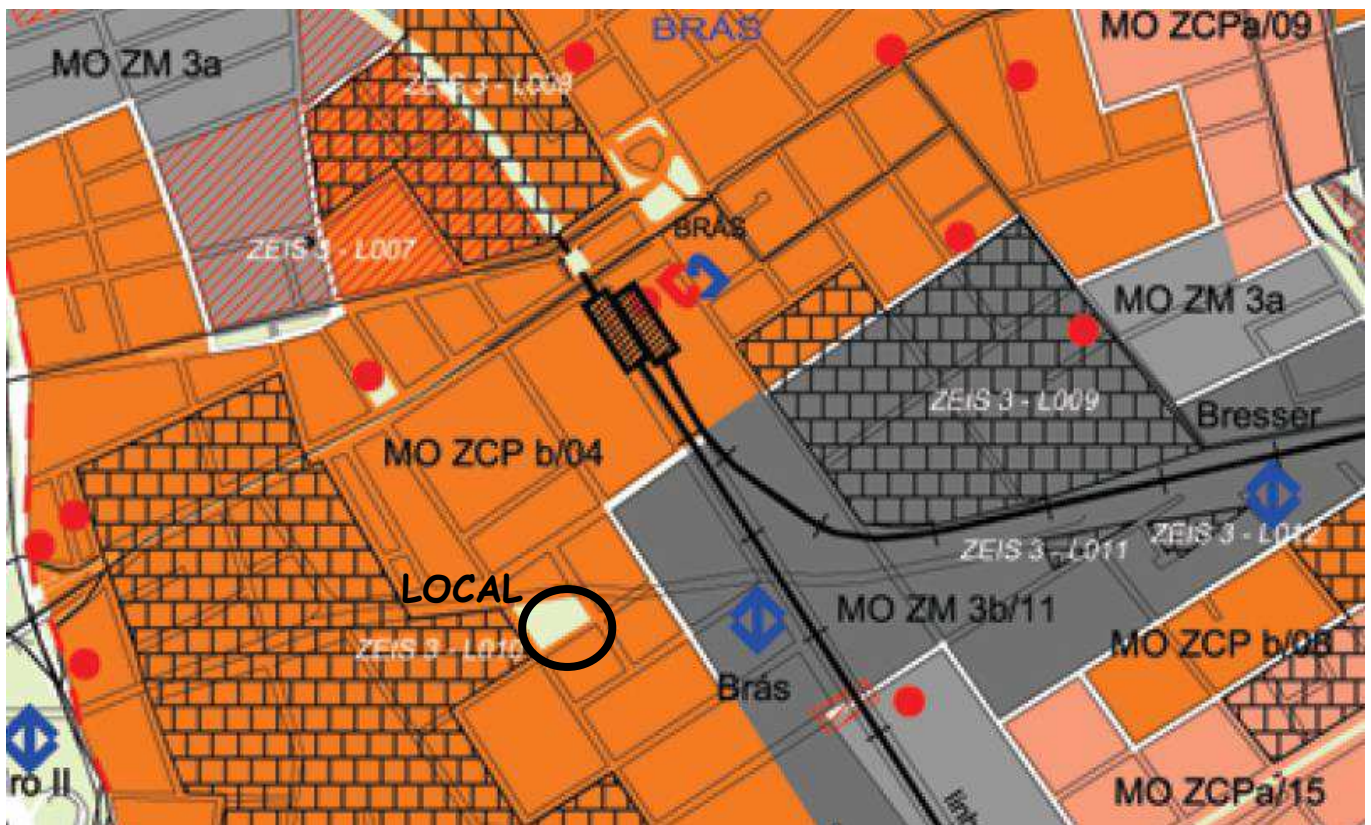 BRÁS
MO ZCPa/09
MO ZM 3a
ZEIS 3 - L008
ZEIS 3 - L007
BRÁS
MO ZM 3a
ZEIS 3 - L009
Bresser
MO ZCP b/04
ZEIS 3 - L011
ZEIS 3 - L012
LOCAL
MO ZM 3b/11
ZEIS 3 - L010
MO ZCP b/08
Brás
ro II
MO ZCPa/15
linh